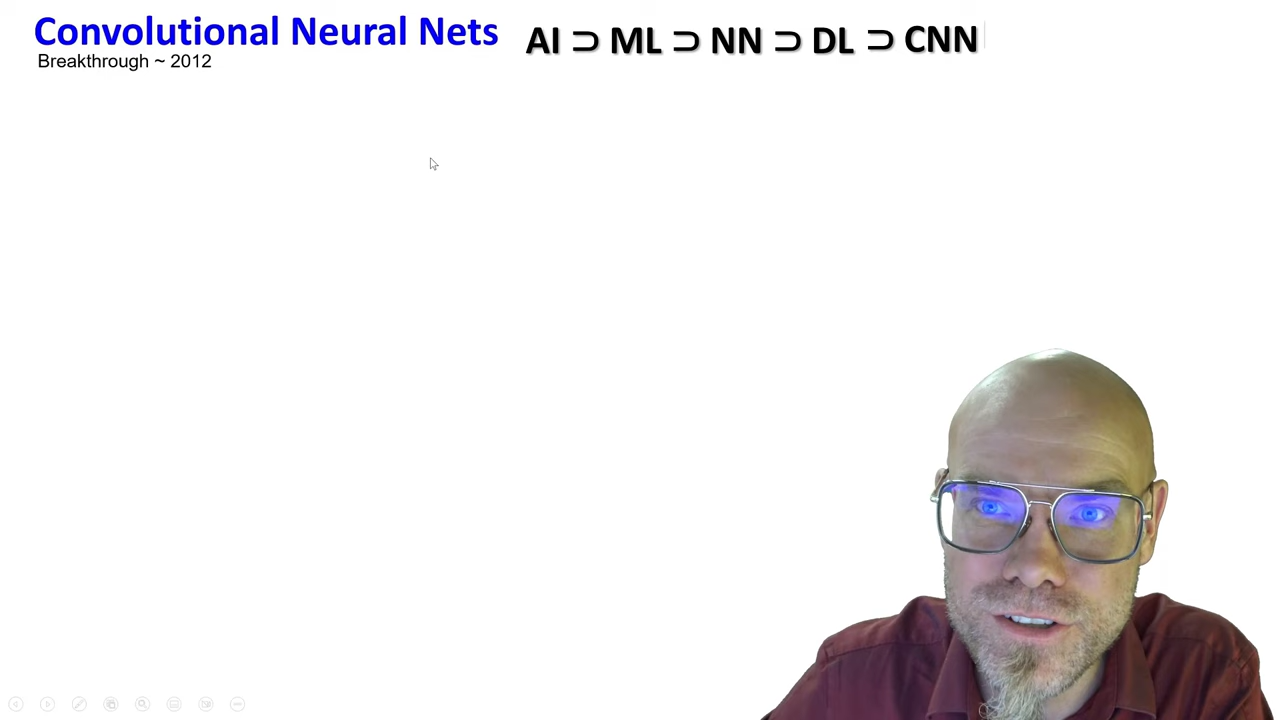 Convolutional Neural Nets AI ⊃ ML ⊃ NN ⊃ DL ⊃ CNN
Breakthrough ~ 2012